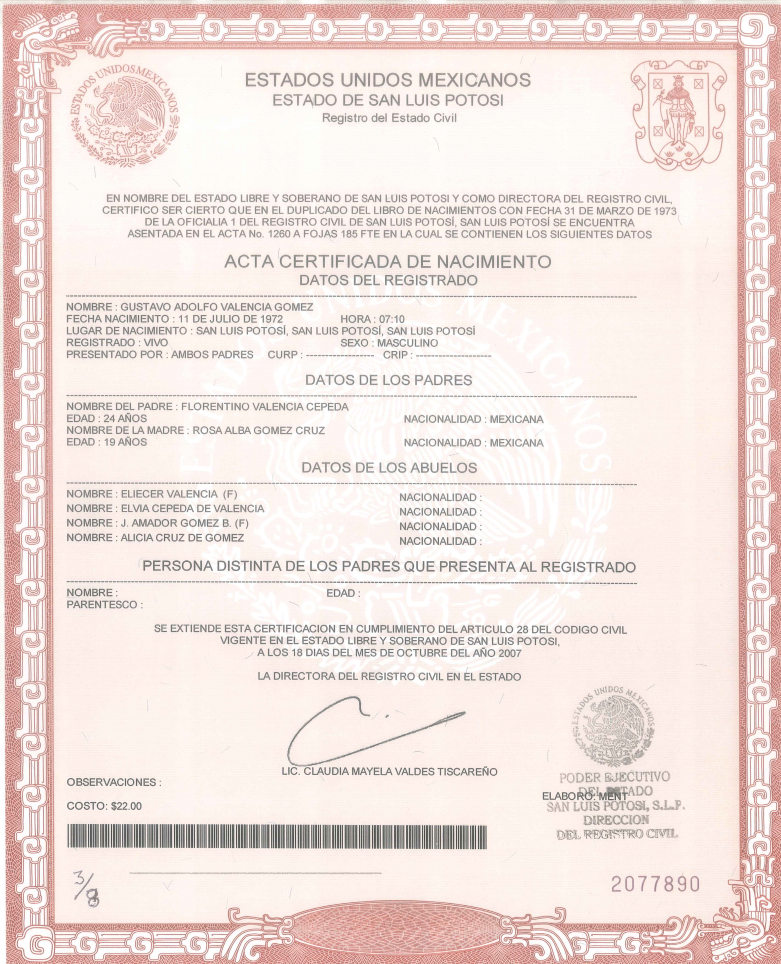 ESTADOS UNIDOS MEXICANOS
ESTADOS UNIDOS MEXICANOS
ESTADO DE SAN LUIS POTOSI
Registro del Estado Civil
EN NOMBRE DEL ESTADO LIBRE Y SOBERANO DE SAN LUIS POTOSI Y COMO DIRECTORA DEL REGISTRO CIVIL,
CERTIFICO SER CIERTO QUE EN EL DUPLICADO DEL LIBRO DE NACIMIENTOS CON FECHA 31 DE MARZO DE 1973
DE LA OFICIALIA 1 DEL REGISTRO CIVIL DE SAN LUIS POTOSÍ, SAN LUIS POTOSÍ SE ENCUENTRA
ASENTADA EN EL ACTA No. 1260 A FOJAS 185 FTE EN LA CUAL SE CONTIENEN LOS SIGUIENTES DATOS
ACTA CERTIFICADA DE NACIMIENTO
DATOS DEL REGISTRADO
NOMBRE : GUSTAVO ADOLFO VALENCIA GOMEZ
FECHA NACIMIENTO : 11 DE JULIO DE 1972 HORA : 07:10
LUGAR DE NACIMIENTO : SAN LUIS POTOSÍ, SAN LUIS POTOSÍ, SAN LUIS POTOSÍ
REGISTRADO : VIVO SEXO : MASCULINO
PRESENTADO POR : AMBOS PADRES CURP : ------------------ CRIP : --------------------
DATOS DE LOS PADRES
NOMBRE DEL PADRE : FLORENTINO VALENCIA CEPEDA
EDAD : 24 AÑOS NACIONALIDAD : MEXICANA
NOMBRE DE LA MADRE : ROSA ALBA GOMEZ CRUZ
EDAD : 19 AÑOS NACIONALIDAD : MEXICANA
DATOS DE LOS ABUELOS
NOMBRE : ELIECER VALENCIA (F) NACIONALIDAD :
NOMBRE : ELVIA CEPEDA DE VALENCIA NACIONALIDAD :
NOMBRE : J. AMADOR GOMEZ B. (F) NACIONALIDAD :
NOMBRE : ALICIA CRUZ DE GOMEZ NACIONALIDAD :
PERSONA DISTINTA DE LOS PADRES QUE PRESENTA AL REGISTRADO
NOMBRE : EDAD :
PARENTESCO :
SE EXTIENDE ESTA CERTIFICACION EN CUMPLIMIENTO DEL ARTICULO 28 DEL CODIGO CIVIL
VIGENTE EN EL ESTADO LIBRE Y SOBERANO DE SAN LUIS POTOSI,
A LOS 18 DIAS DEL MES DE OCTUBRE DEL AÑO 2007
LA DIRECTORA DEL REGISTRO CIVIL EN EL ESTADO
ESTADOS UNIDOS MEXICANOS
LIC. CLAUDIA MAYELA VALDES TISCAREÑO
OBSERVACIONES :
PODER EJECUTIVO
DEL ESTADO
ELABORO: MENT
SAN LUIS POTOSI, S.L.P.
DIRECCION
DEL REGISTRO CIVIL
COSTO: $22.00
3/8
2077890